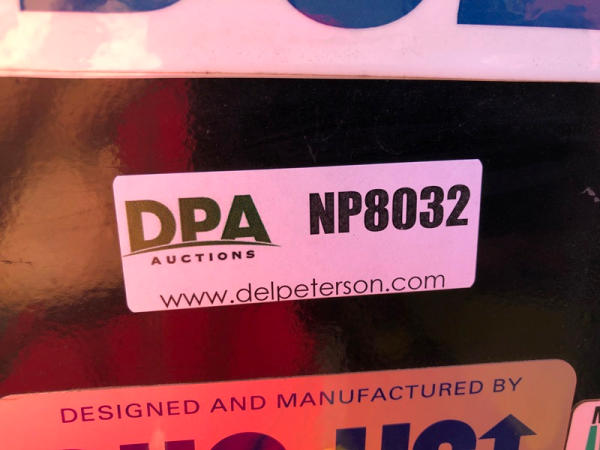 DPA
AUCTIONS
NP8032
www.delpeterson.com
DESIGNED AND MANUFACTURED BY